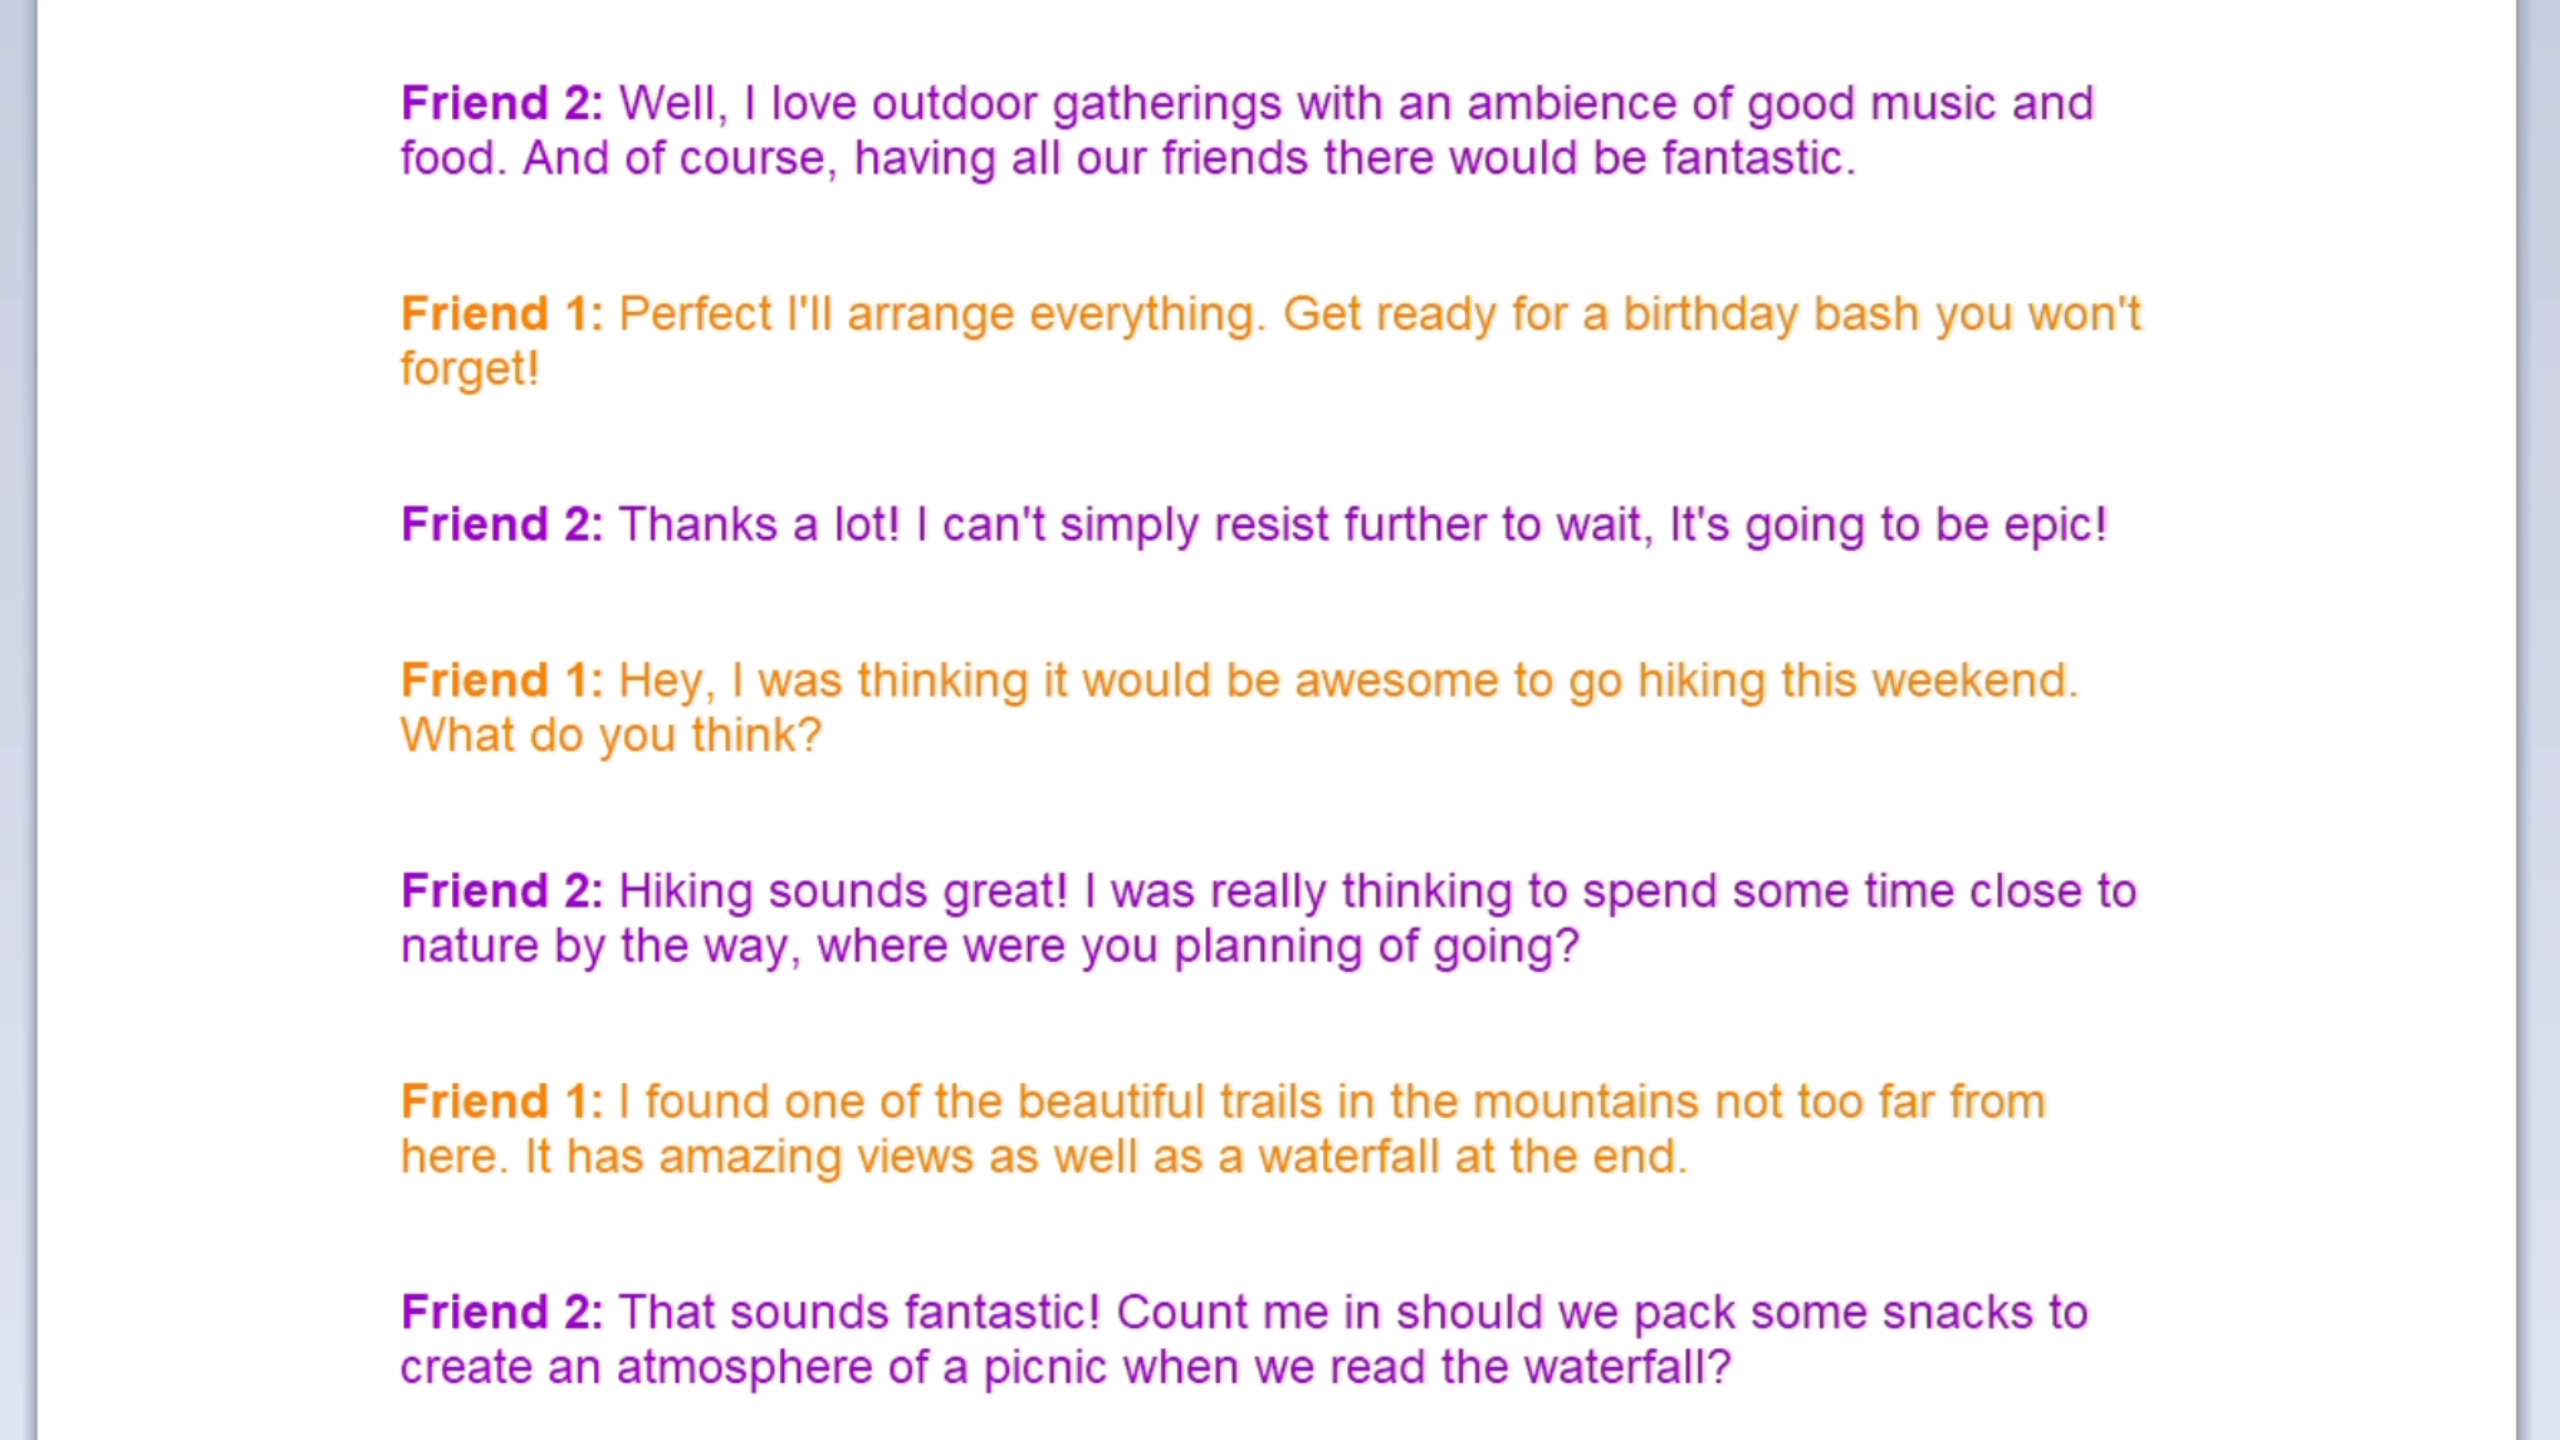 Friend 2: Well, I love outdoor gatherings with an ambience of good music and
food. And of course, having all our friends there would be fantastic.
Friend 1: Perfect I'll arrange everything. Get ready for a birthday bash you won't
forget!
Friend 2: Thanks a lot! I can't simply resist further to wait, It's going to be epic!
Friend 1: Hey, I was thinking it would be awesome to go hiking this weekend.
What do you think?
Friend 2: Hiking sounds great! I was really thinking to spend some time close to
nature by the way, where were you planning of going?
Friend 1: I found one of the beautiful trails in the mountains not too far from
here. It has amazing views as well as a waterfall at the end.
Friend 2: That sounds fantastic! Count me in should we pack some snacks to
create an atmosphere of a picnic when we read the waterfall?